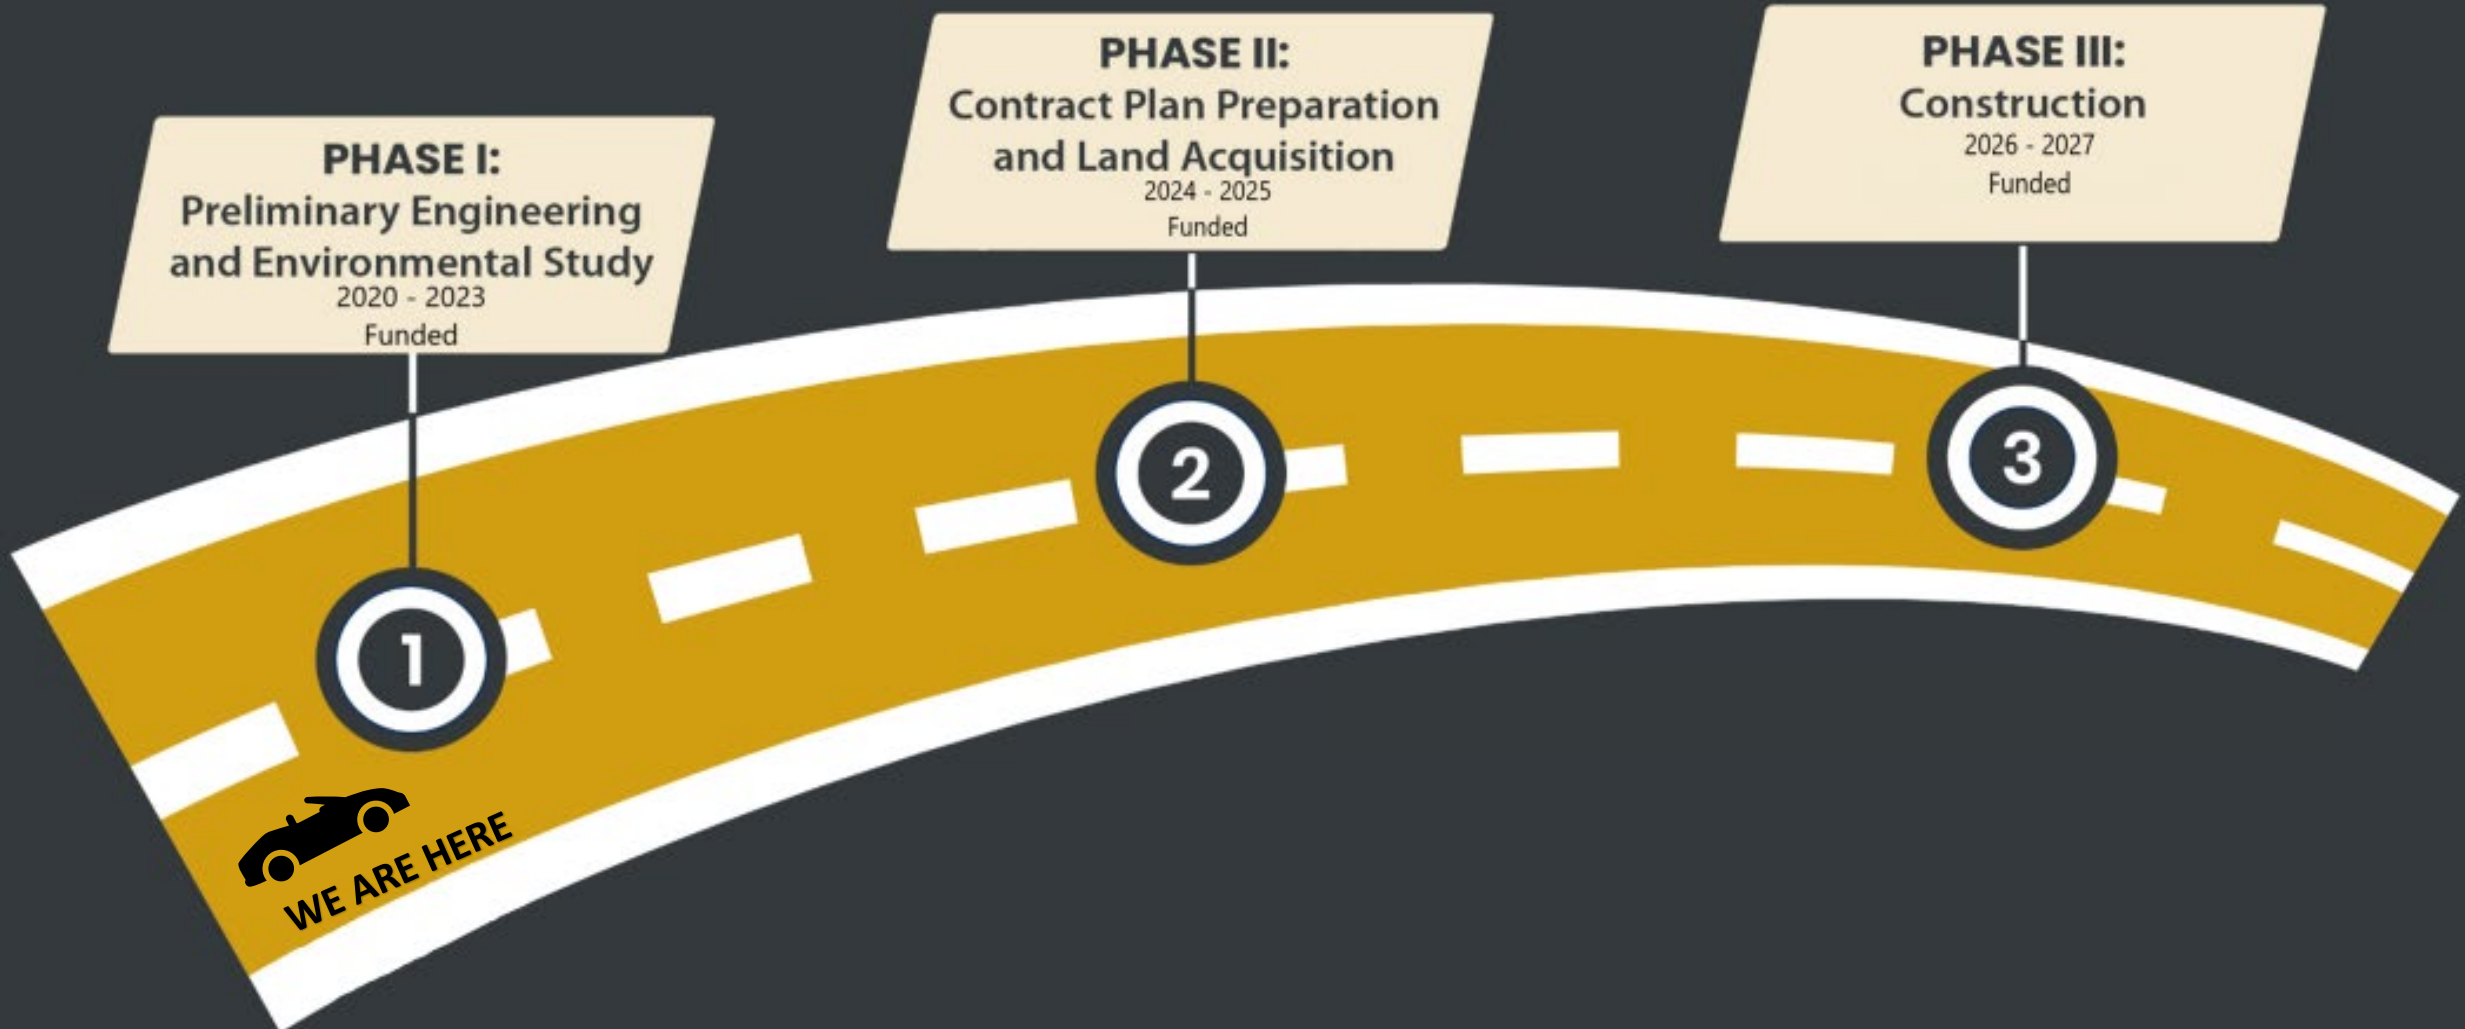 PHASE I:
Preliminary Engineering
and Environmental Study
2020 - 2023
Funded
PHASE II:
Contract Plan Preparation
and Land Acquisition
2024 - 2025
Funded
PHASE III:
Construction
2026 - 2027
Funded
1
2
3
WE ARE HERE